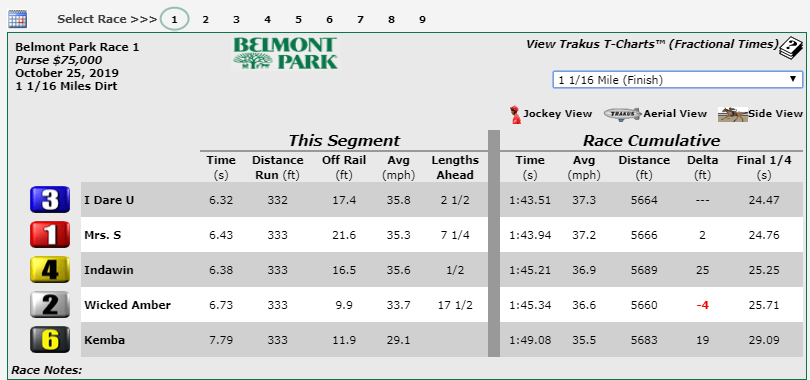 Select Race >>> 1 2 3 4 5 6 7 8 9
Belmont Park Race 1
Purse $75,000
October 25, 2019
1 1/16 Miles Dirt
BELMONT
PARK
View Trakus T-Charts™ (Fractional Times)
?
1 1/16 Mile (Finish)
Jockey View TRAKUS Aerial View Side View
This Segment Race Cumulative
Time Distance Off Rail Avg Lengths Time Avg Distance Delta Final 1/4
(s) Run (ft) (ft) (mph) Ahead (s) (mph) (ft) (ft) (s)
3 I Dare U 6.32 332 17.4 35.8 2 1/2 1:43.51 37.3 5664 --- 24.47
1 Mrs. S 6.43 333 21.6 35.3 7 1/4 1:43.94 37.2 5666 2 24.76
4 Indawin 6.38 333 16.5 35.6 1/2 1:45.21 36.9 5689 25 25.25
2 Wicked Amber 6.73 333 9.9 33.7 17 1/2 1:45.34 36.6 5660 -4 25.71
6 Kemba 7.79 333 11.9 29.1 1:49.08 35.5 5683 19 29.09
Race Notes: